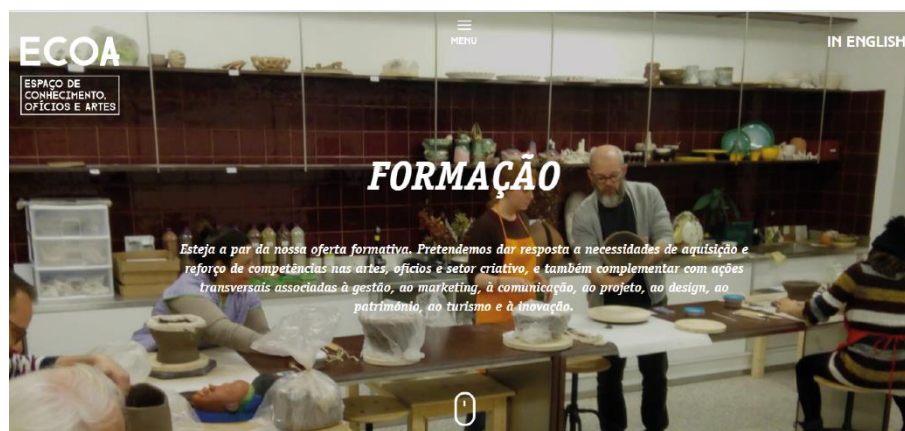 MENU
ECOA
IN ENGLISH
ESPAÇO DE
CONHECIMENTO,
OFÍCIOS E ARTES
FORMAÇÃO
Esteja a par da nossa oferta formativa. Pretendemos dar resposta a necessidades de aquisição e
reforço de competências nas artes, ofícios e setor criativo, e também complementar com ações
transversais associadas à gestão, ao marketing, à comunicação, ao projeto, ao design, ao
património, ao turismo e à inovação.